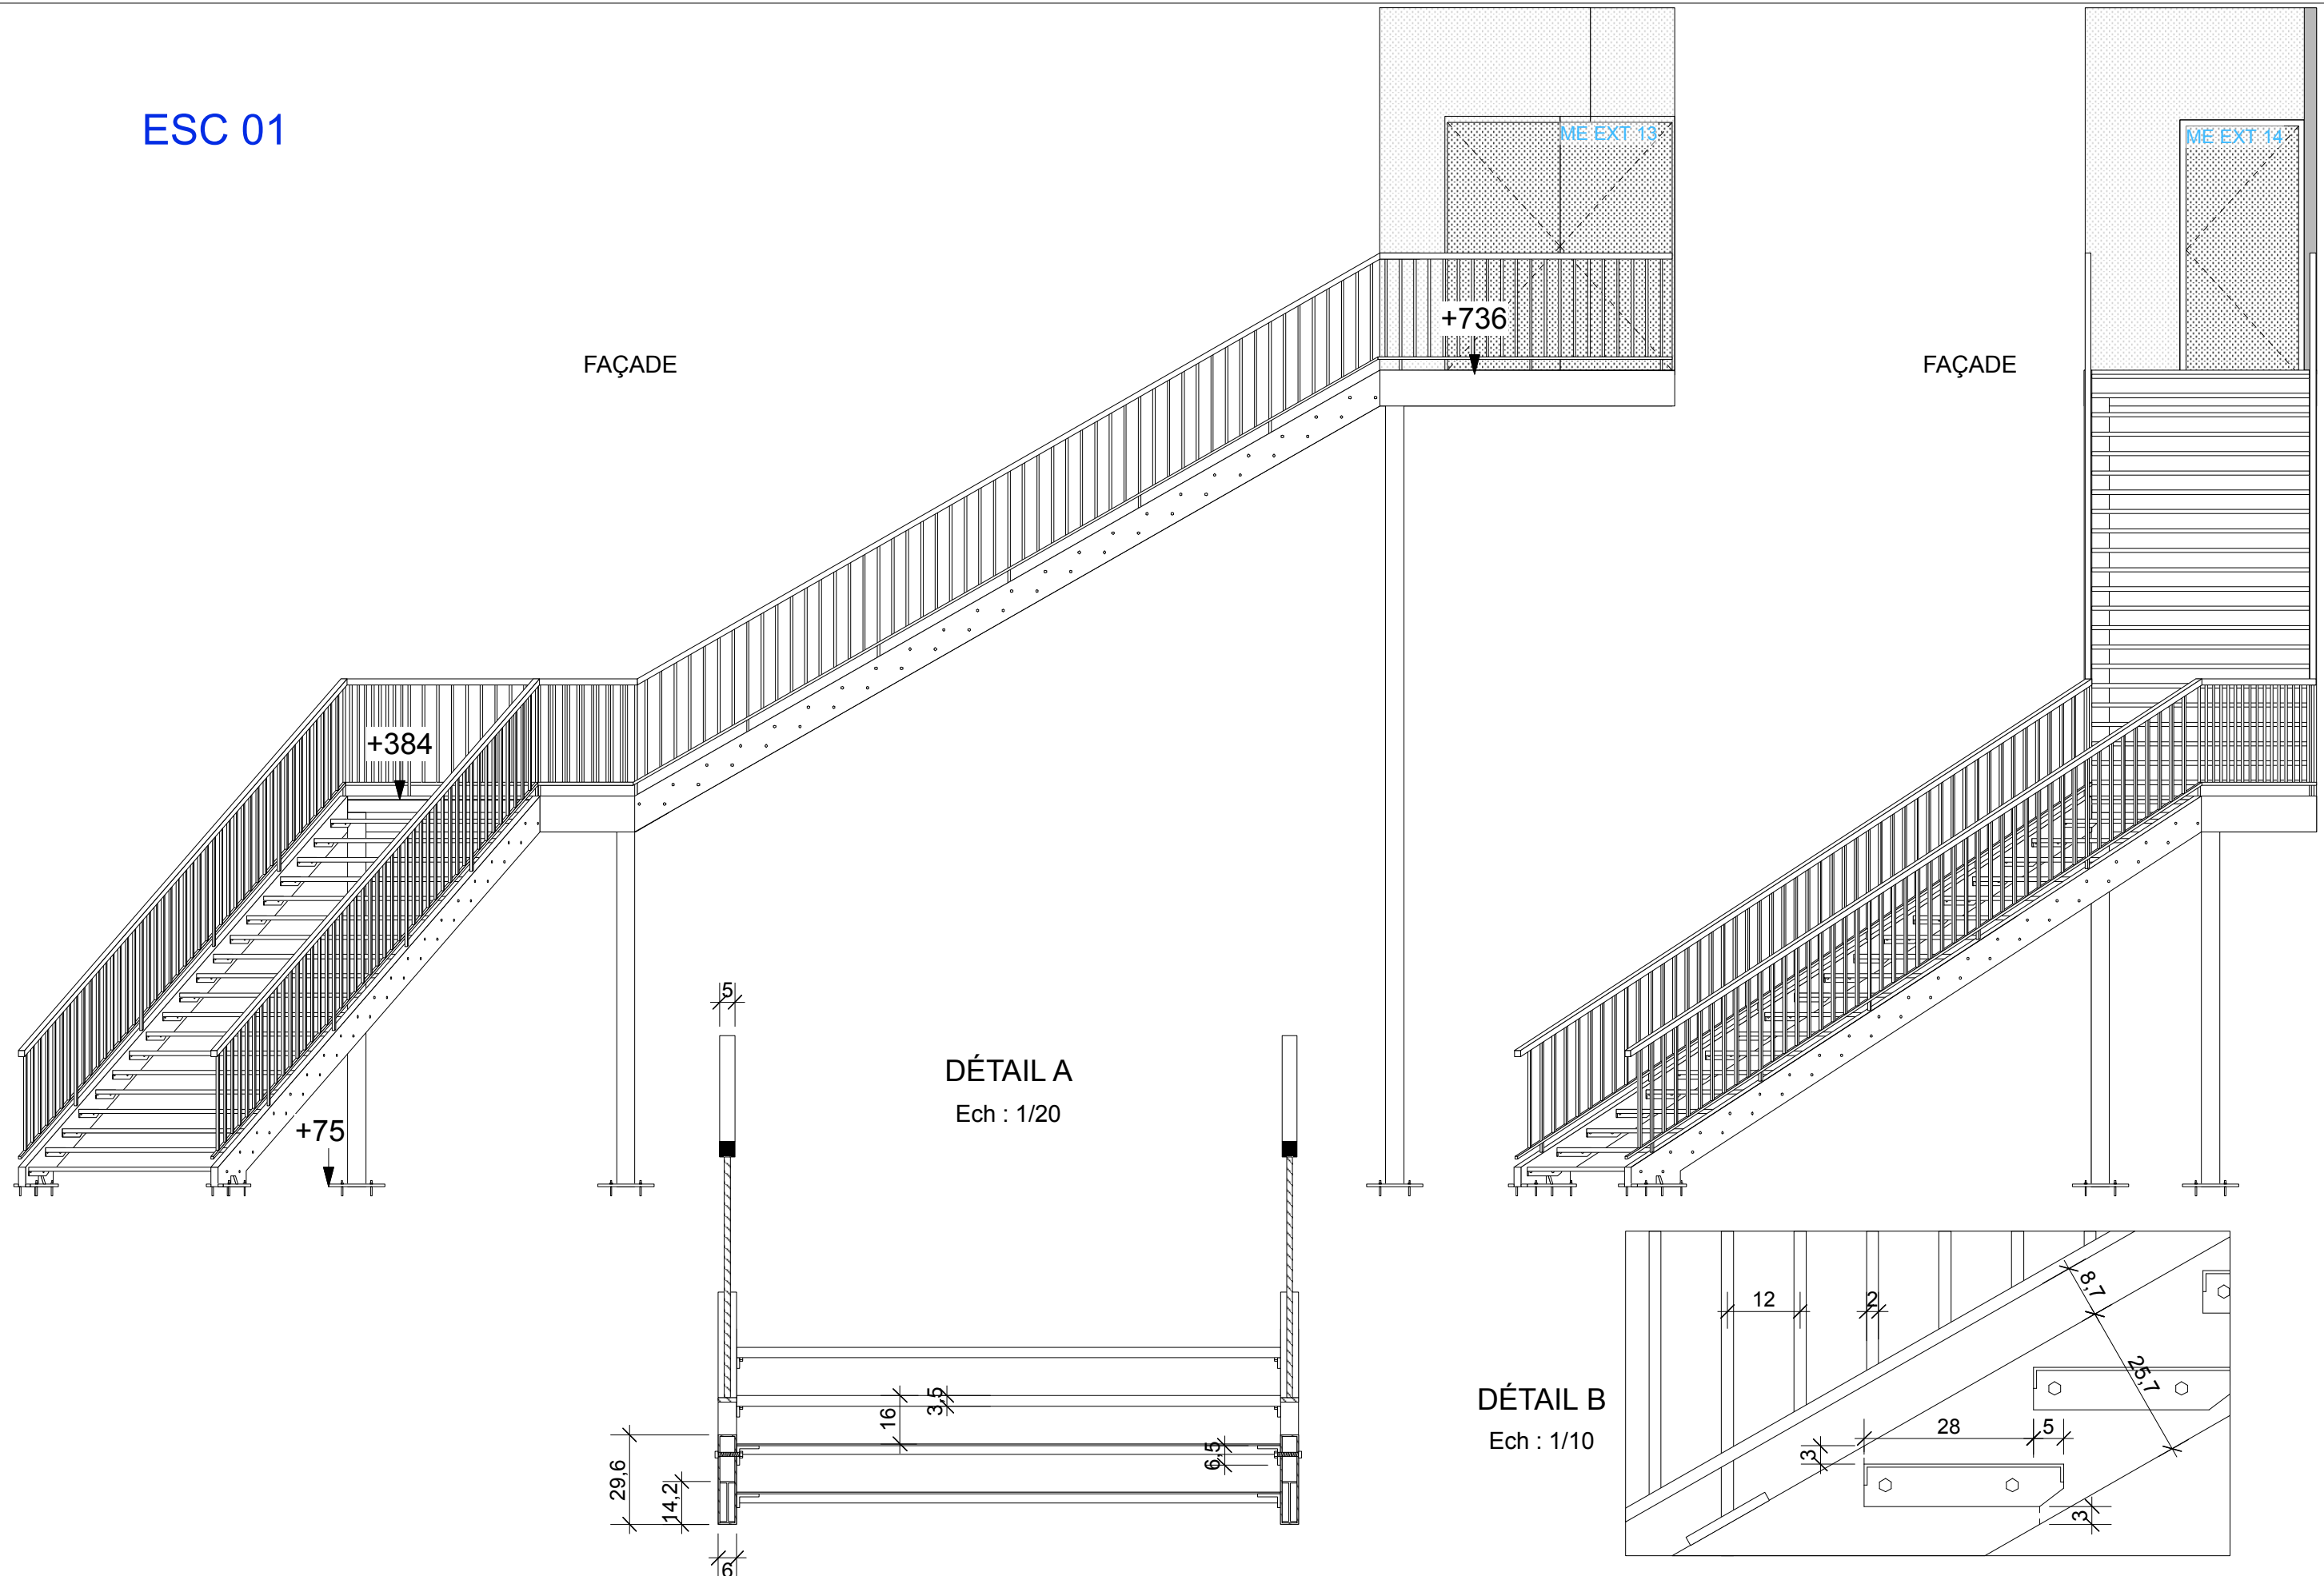 ESC 01
ME EXT 13
ME EXT 14
+736
FAÇADE
FAÇADE
+384
+75
5
DÉTAIL A
Ech : 1/20
16
3,5
6,5
29,6
14,2
6
DÉTAIL B
Ech : 1/10
12
2
8,7
25,7
28
5
3
3